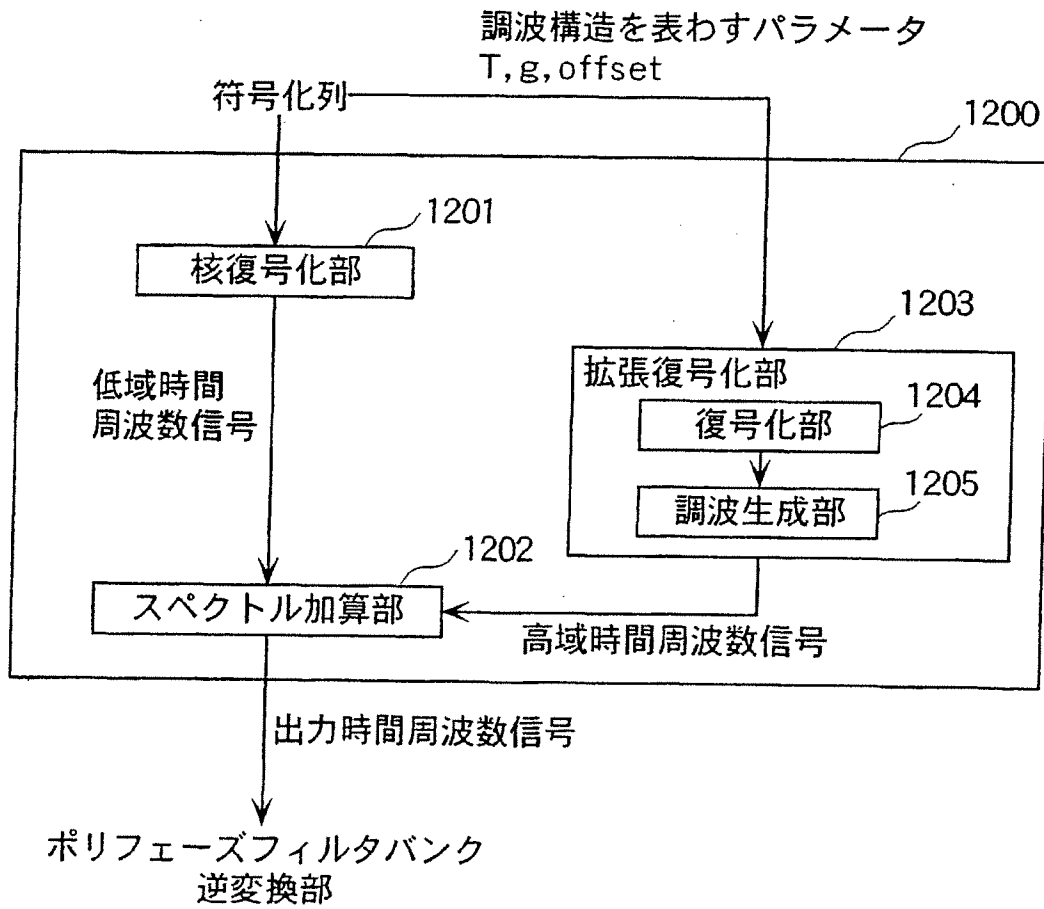 調波構造を表わすパラメータ
T,g,offset
符号化列
1200
1201
核復号化部
1203
拡張復号化部
低域時間
周波数信号
1204
復号化部
1205
調波生成部
1202
スペクトル加算部
高域時間周波数信号
出力時間周波数信号
ポリフェーズフィルタバンク
逆変換部